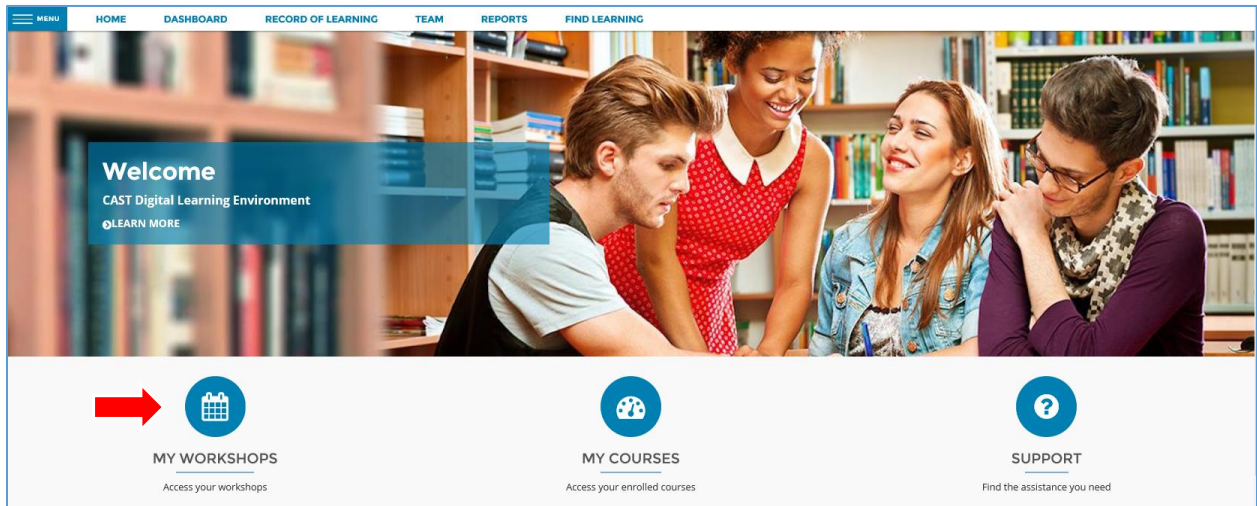 MENU HOME DASHBOARD RECORD OF LEARNING TEAM REPORTS FIND LEARNING
Welcome
CAST Digital Learning Environment
LEARN MORE
MY WORKSHOPS
Access your workshops
MY COURSES
Access your enrolled courses
SUPPORT
Find the assistance you need